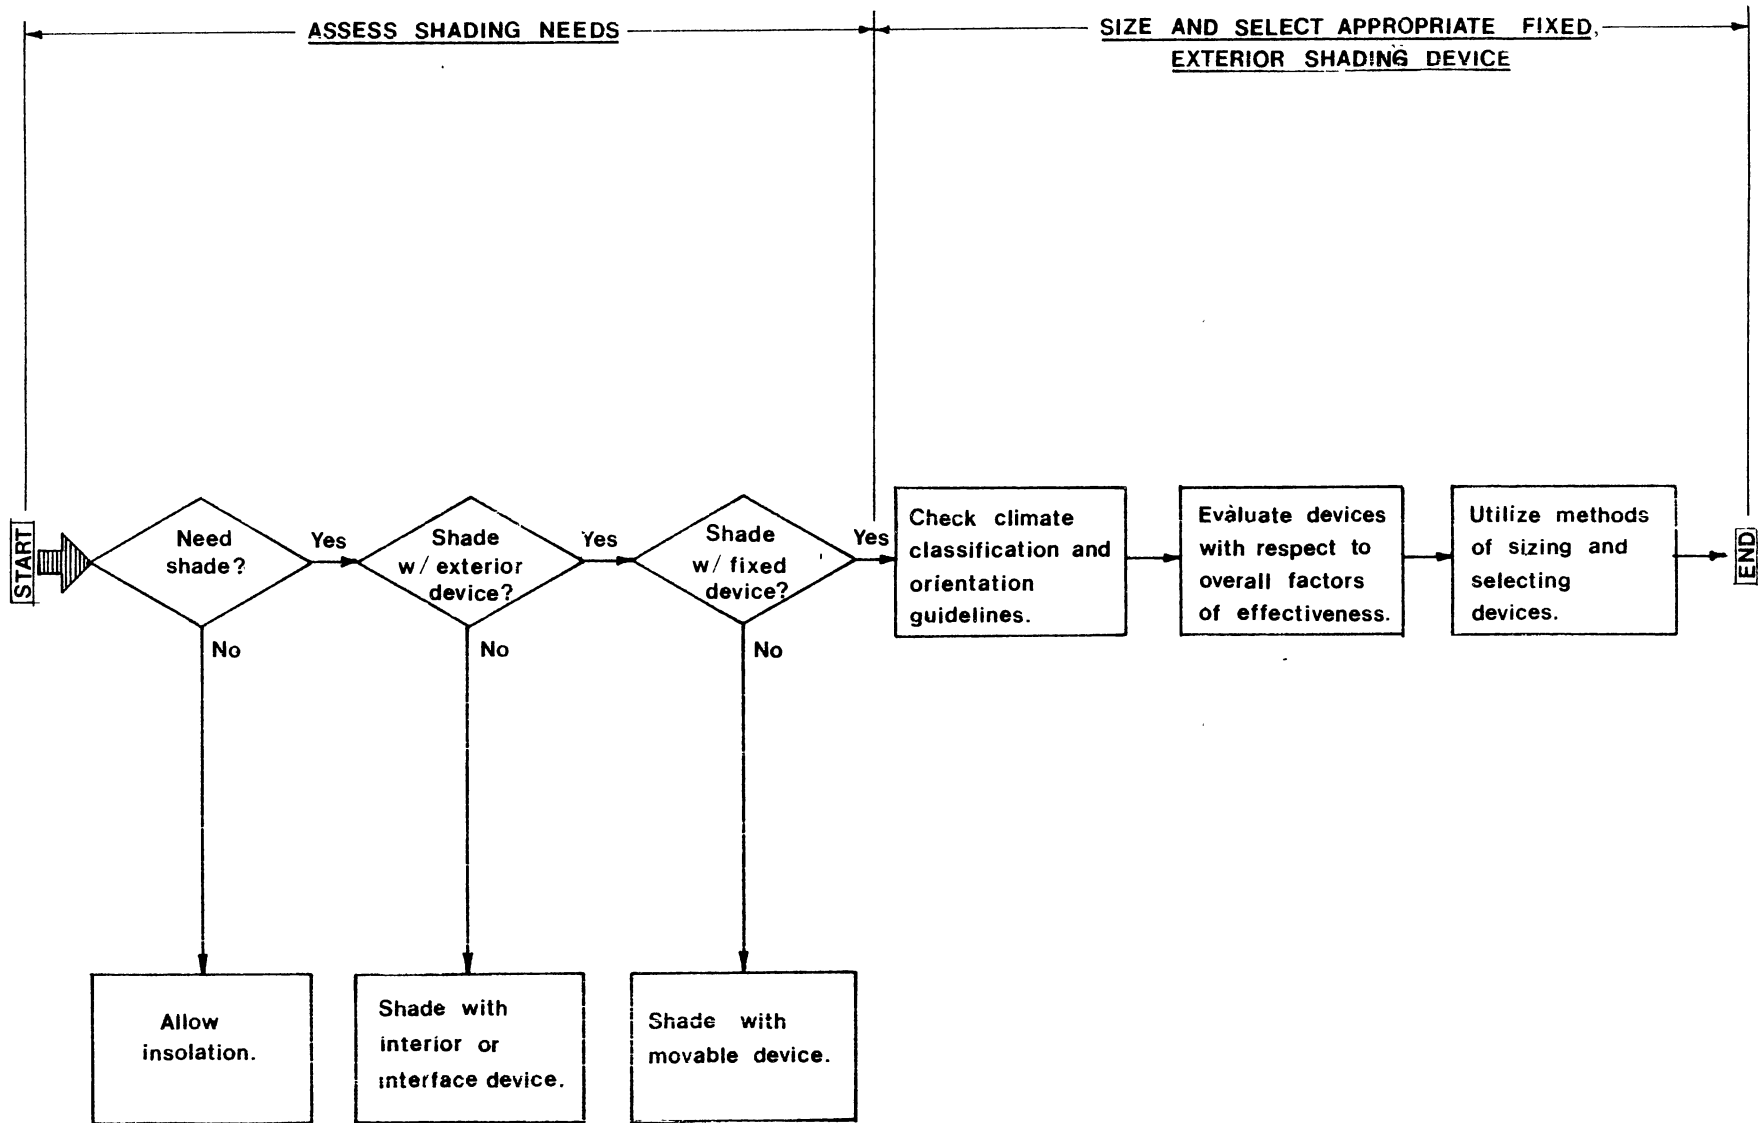 ASSESS SHADING NEEDS
SIZE AND SELECT APPROPRIATE FIXED,
EXTERIOR SHADING DEVICE
START
Need
shade?
Yes
No
Shade
w/ exterior
device?
Yes
No
Shade
w/ fixed
device?
Yes
No
Check climate
classification and
orientation
guidelines.
Evaluate devices
with respect to
overall factors
of effectiveness.
Utilize methods
of sizing and
selecting
devices.
END
Allow
insolation.
Shade with
interior or
interface device.
Shade with
movable device.